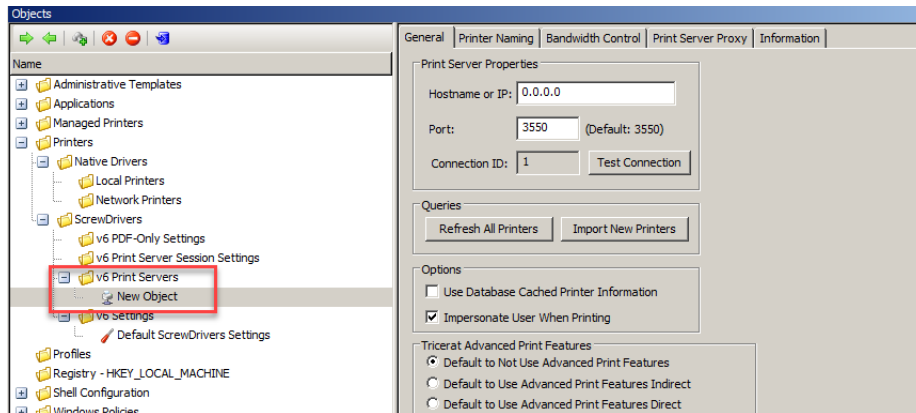 Objects
Name
Administrative Templates
Applications
Managed Printers
Printers
Native Drivers
Local Printers
Network Printers
ScrewDrivers
v6 PDF-Only Settings
v6 Print Server Session Settings
v6 Print Servers
New Object
v6 Settings
Default ScrewDrivers Settings
Profiles
Registry - HKEY_LOCAL_MACHINE
Shell Configuration
Windows Policies
General Printer Naming Bandwidth Control Print Server Proxy Information
Print Server Properties
Hostname or IP: 0.0.0.0
Port: 3550 (Default: 3550)
Connection ID: 1 Test Connection
Queries
Refresh All Printers Import New Printers
Options
Use Database Cached Printer Information
Impersonate User When Printing
Tricerat Advanced Print Features
Default to Not Use Advanced Print Features
Default to Use Advanced Print Features Indirect
Default to Use Advanced Print Features Direct